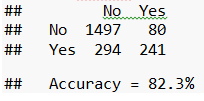 ## No Yes
## No 1497 80
## Yes 294 241
## Accuracy = 82.3%